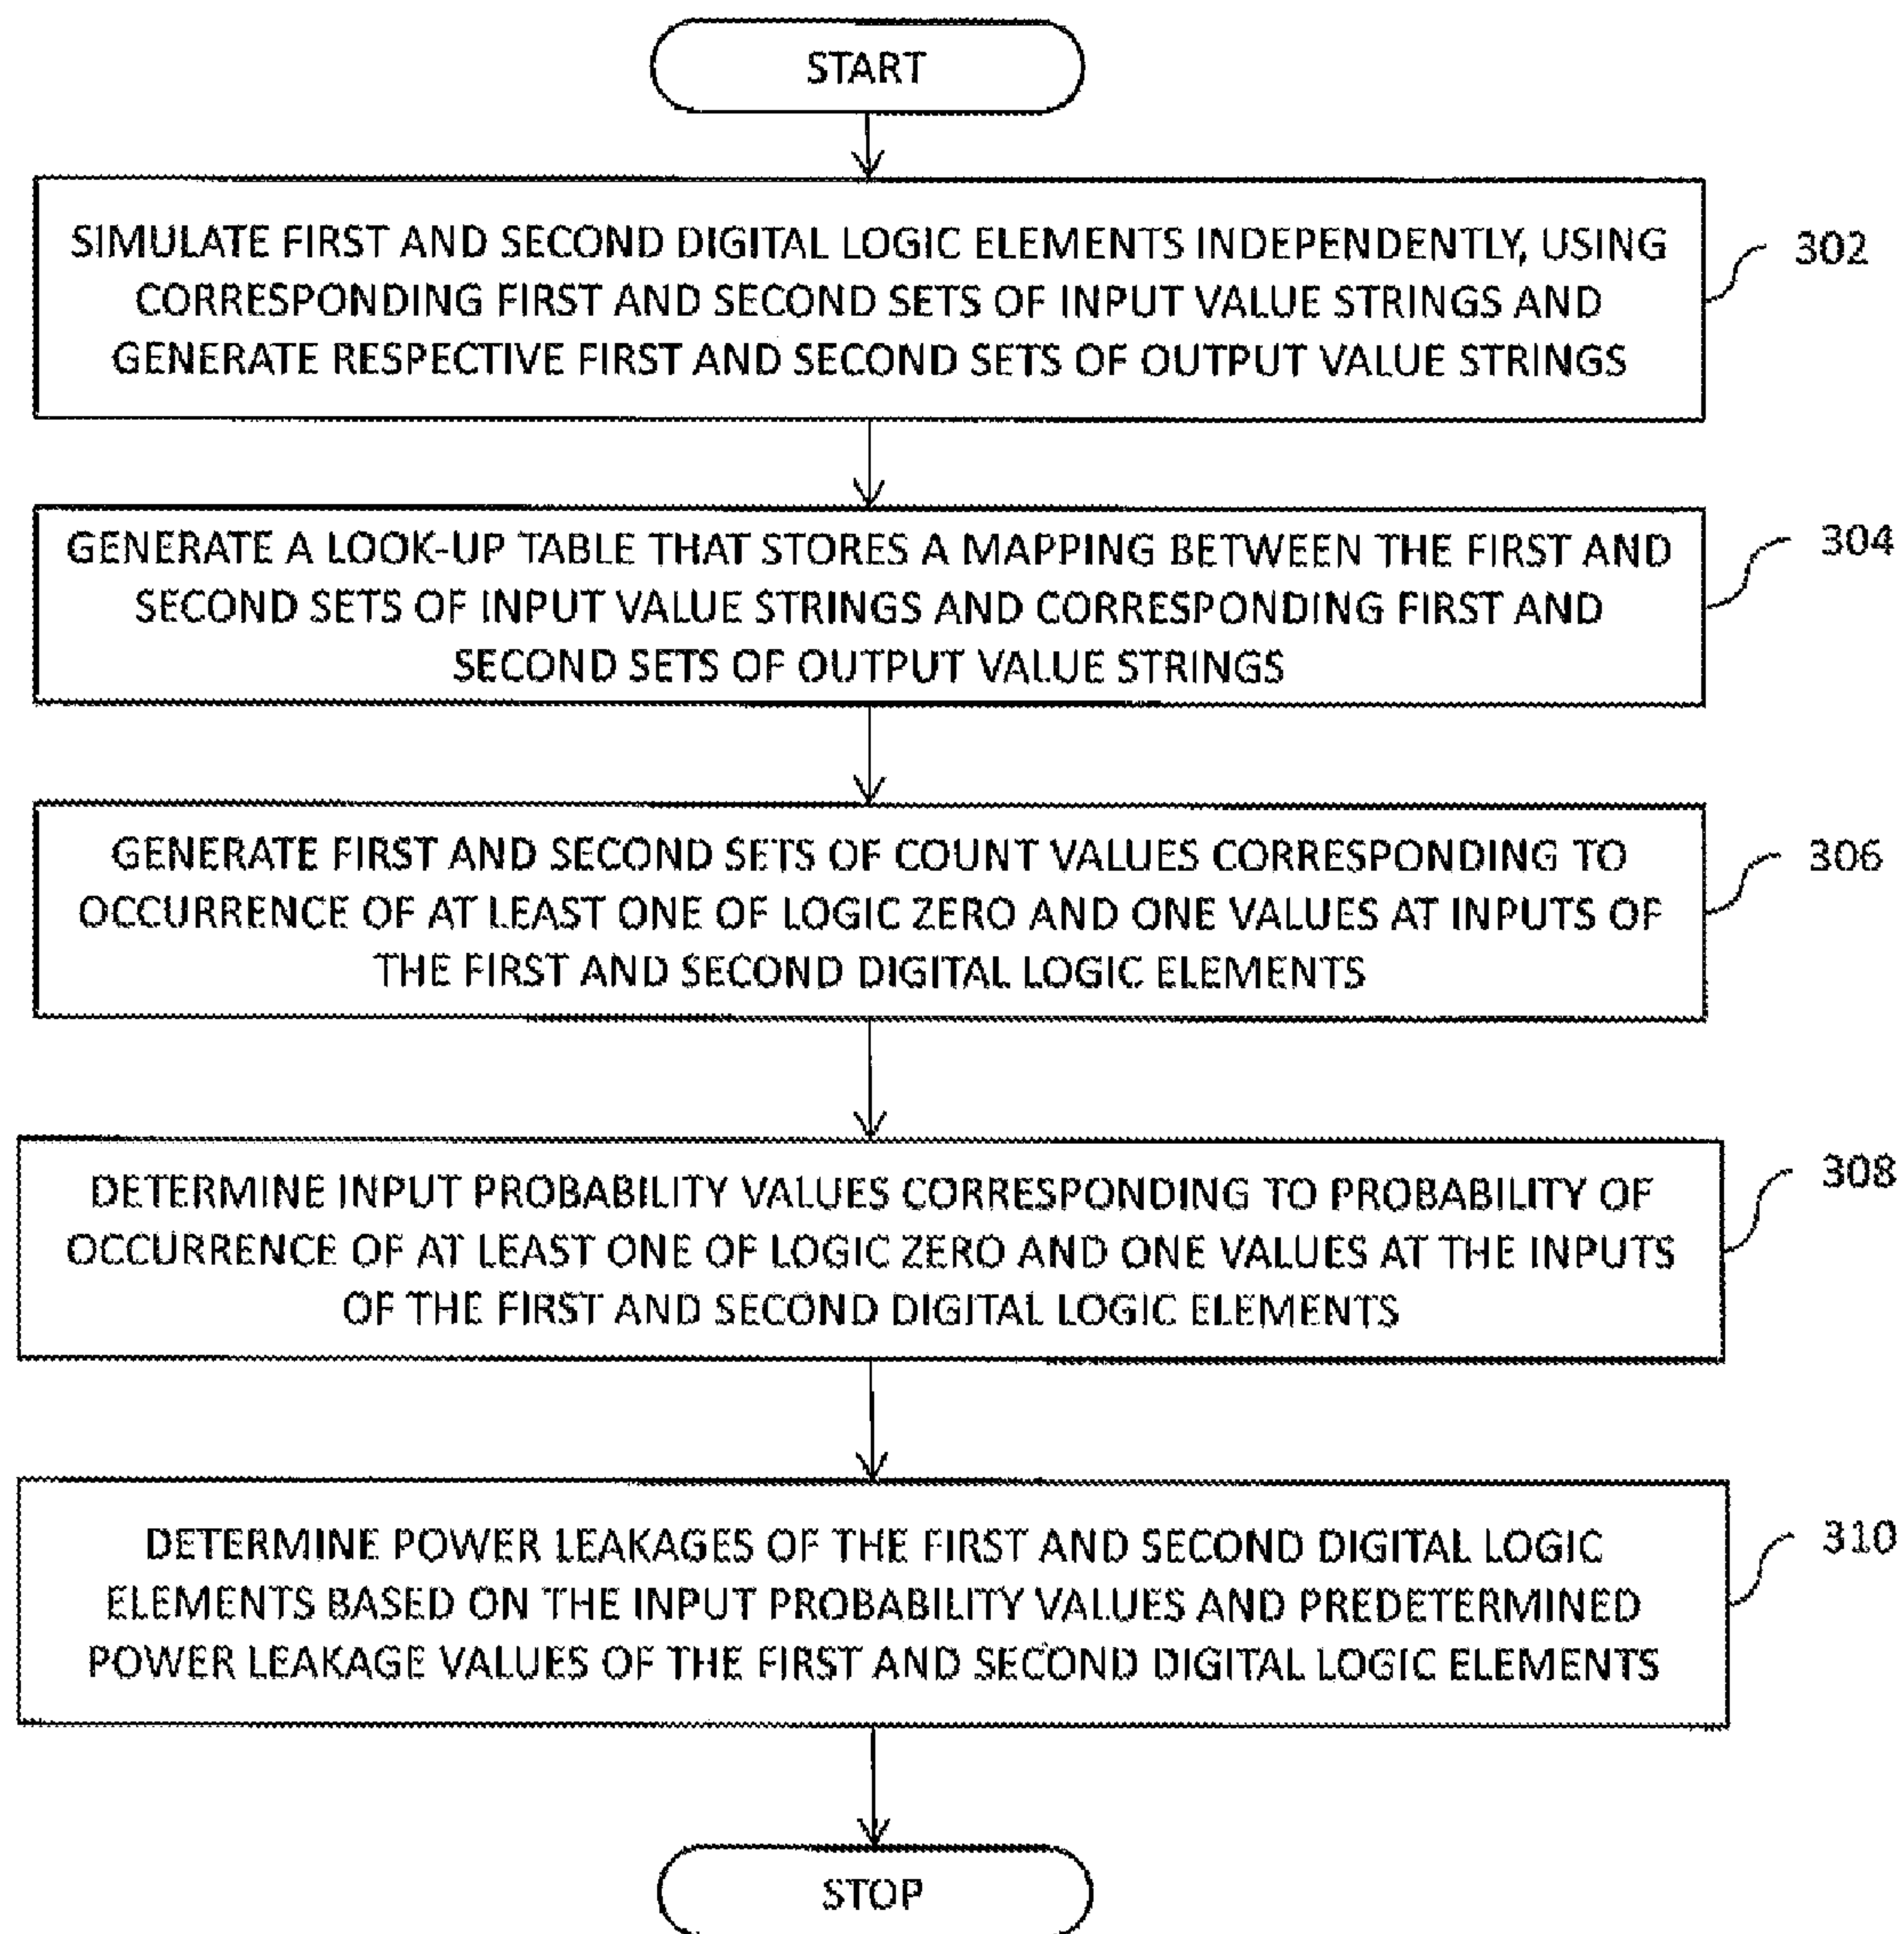 START
SIMULATE FIRST AND SECOND DIGITAL LOGIC ELEMENTS INDEPENDENTLY, USING
CORRESPONDING FIRST AND SECOND SETS OF INPUT VALUE STRINGS AND
GENERATE RESPECTIVE FIRST AND SECOND SETS OF OUTPUT VALUE STRINGS
302
GENERATE A LOOK-UP TABLE THAT STORES A MAPPING BETWEEN THE FIRST AND
SECOND SETS OF INPUT VALUE STRINGS AND CORRESPONDING FIRST AND
SECOND SETS OF OUTPUT VALUE STRINGS
304
GENERATE FIRST AND SECOND SETS OF COUNT VALUES CORRESPONDING TO
OCCURRENCE OF AT LEAST ONE OF LOGIC ZERO AND ONE VALUES AT INPUTS OF
THE FIRST AND SECOND DIGITAL LOGIC ELEMENTS
306
DETERMINE INPUT PROBABILITY VALUES CORRESPONDING TO PROBABILITY OF
OCCURRENCE OF AT LEAST ONE OF LOGIC ZERO AND ONE VALUES AT THE INPUTS
OF THE FIRST AND SECOND DIGITAL LOGIC ELEMENTS
308
DETERMINE POWER LEAKAGES OF THE FIRST AND SECOND DIGITAL LOGIC
ELEMENTS BASED ON THE INPUT PROBABILITY VALUES AND PREDETERMINED
POWER LEAKAGE VALUES OF THE FIRST AND SECOND DIGITAL LOGIC ELEMENTS
310
STOP